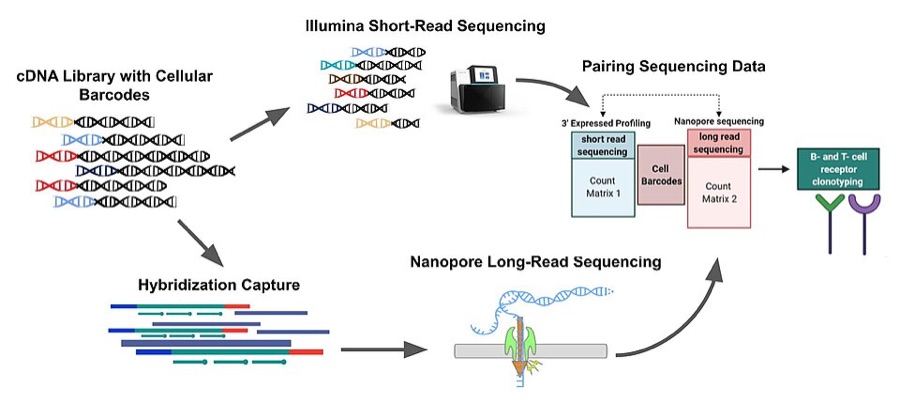 Illumina Short-Read Sequencing
cDNA Library with Cellular
Barcodes
Pairing Sequencing Data
3' Expressed Profiling
Nanopore sequencing
short read
sequencing
long read
sequencing
Count
Matrix 1
Cell
Barcodes
Count
Matrix 2
B- and T- cell
receptor
clonotyping
Nanopore Long-Read Sequencing
Hybridization Capture